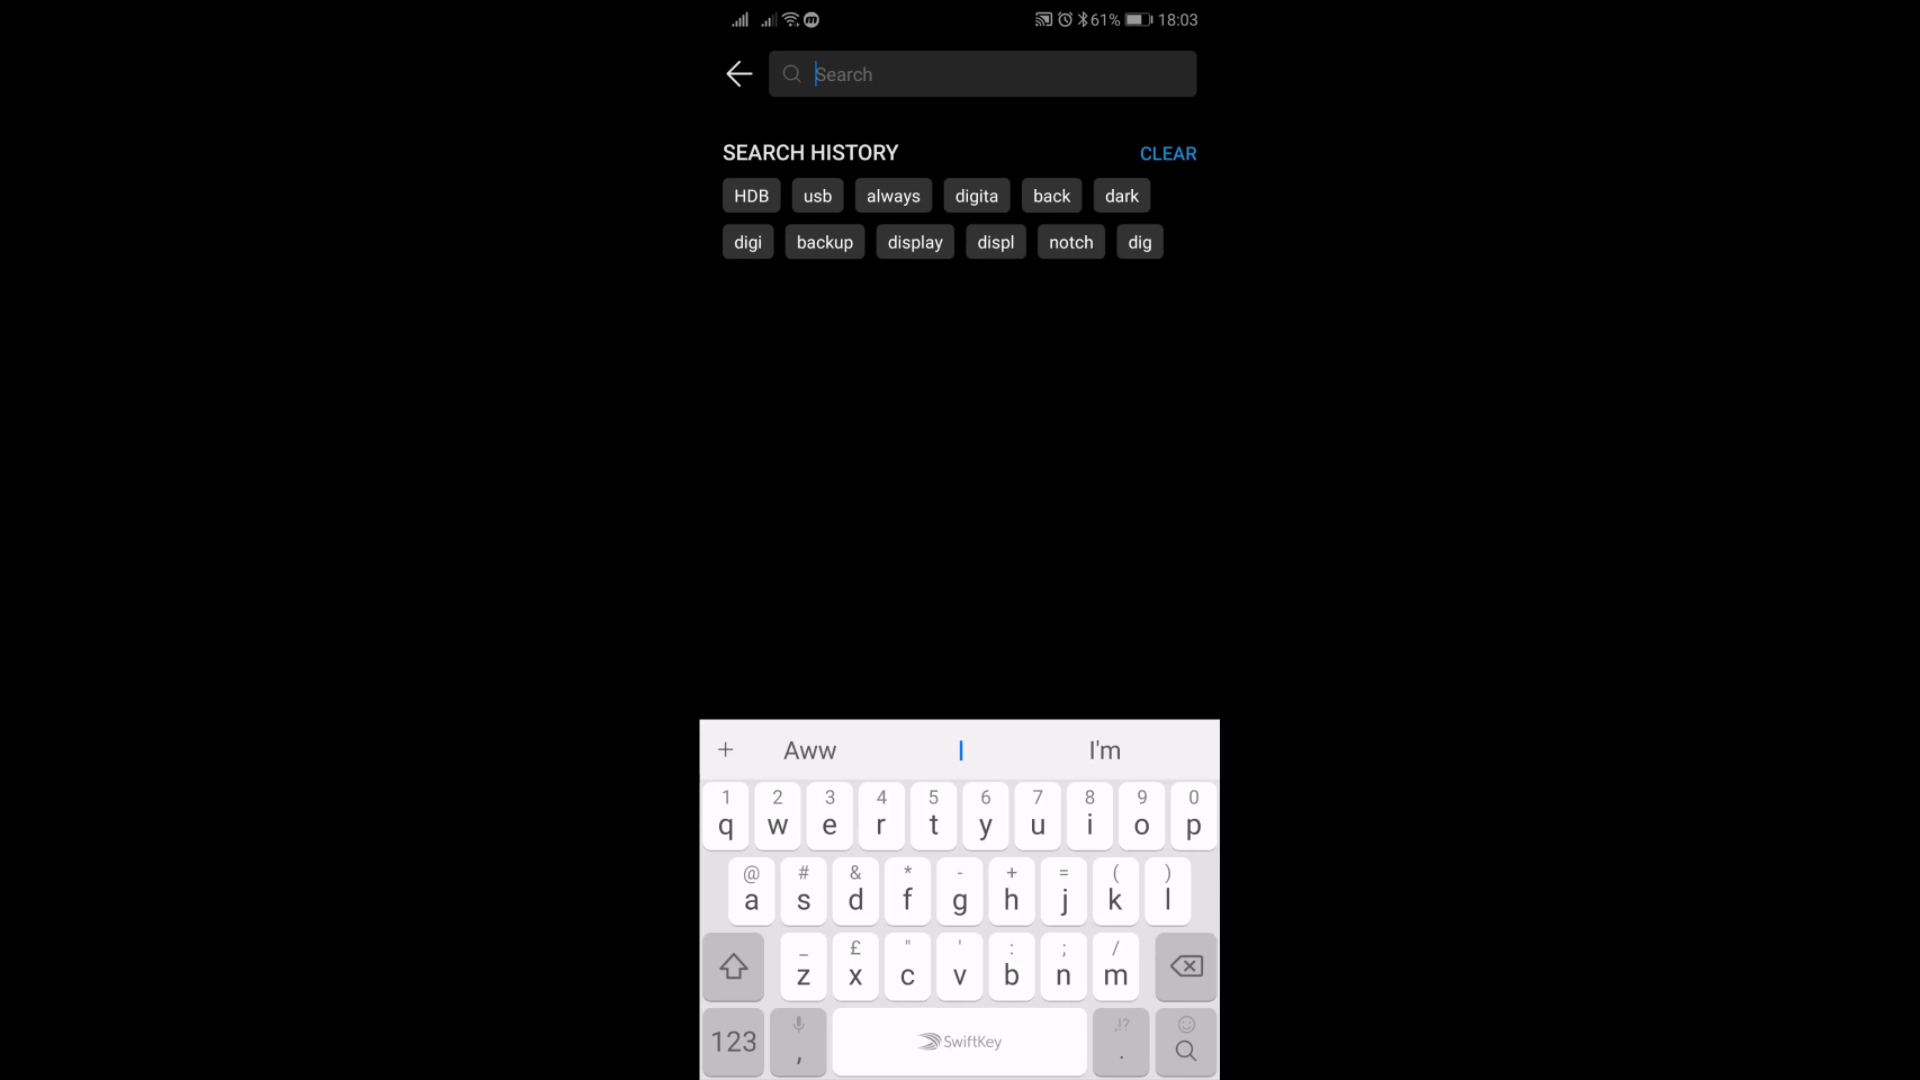 61% 18:03
Search
SEARCH HISTORY CLEAR
HDB usb always digita back dark
digi backup display displ notch dig
+ Aww I I'm
1 2 3 4 5 6 7 8 9 0
q w e r t y u i o p
@ # & * - + = ( )
a s d f g h j k l
_ £ " ' : ; /
z x c v b n m
,!?
123 , SwiftKey .